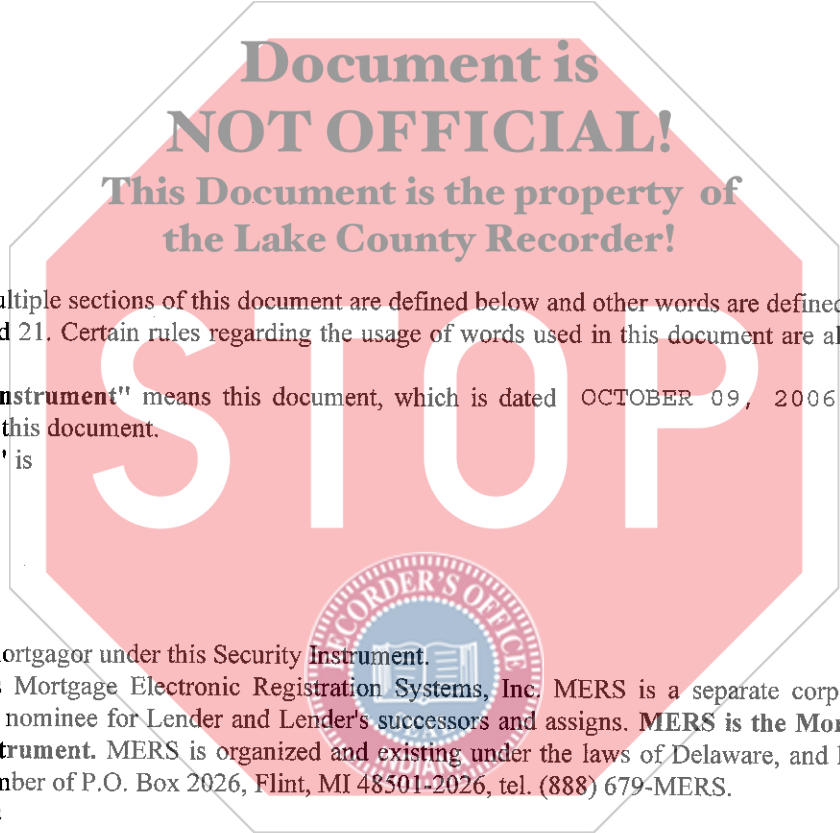 Document is
NOT OFFICIAL!
This Document is the property of
the Lake County Recorder!
ultiple sections of this document are defined below and other words are defined
d 21. Certain rules regarding the usage of words used in this document are al
nstrument" means this document, which is dated OCTOBER 09, 2006
this document.
" is
STOP
ortgagor under this Security Instrument.
s Mortgage Electronic Registration Systems, Inc. MERS is a separate corp
nominee for Lender and Lender's successors and assigns. MERS is the Mor
trument. MERS is organized and existing under the laws of Delaware, and
nber of P.O. Box 2026, Flint, MI 48501-2026, tel. (888) 679-MERS.
RECORDER'S OFFICE
SEAL
INDIANA